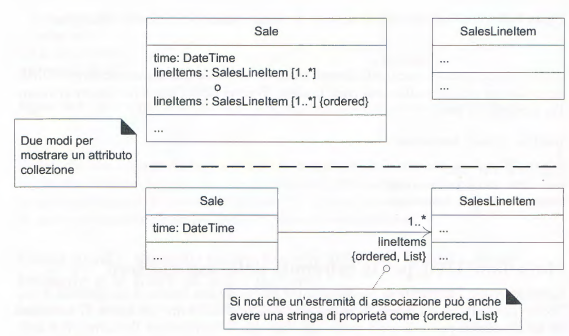 Sale
time: DateTime
lineItems : SalesLineItem [1..*]
o
lineItems : SalesLineItem [1..*] {ordered}
...
SalesLineItem
...
...
Due modi per
mostrare un attributo
collezione
Sale
time: DateTime
...
1..*
lineItems
{ordered, List}
SalesLineItem
...
...
Si noti che un'estremità di associazione può anche
avere una stringa di proprietà come {ordered, List}